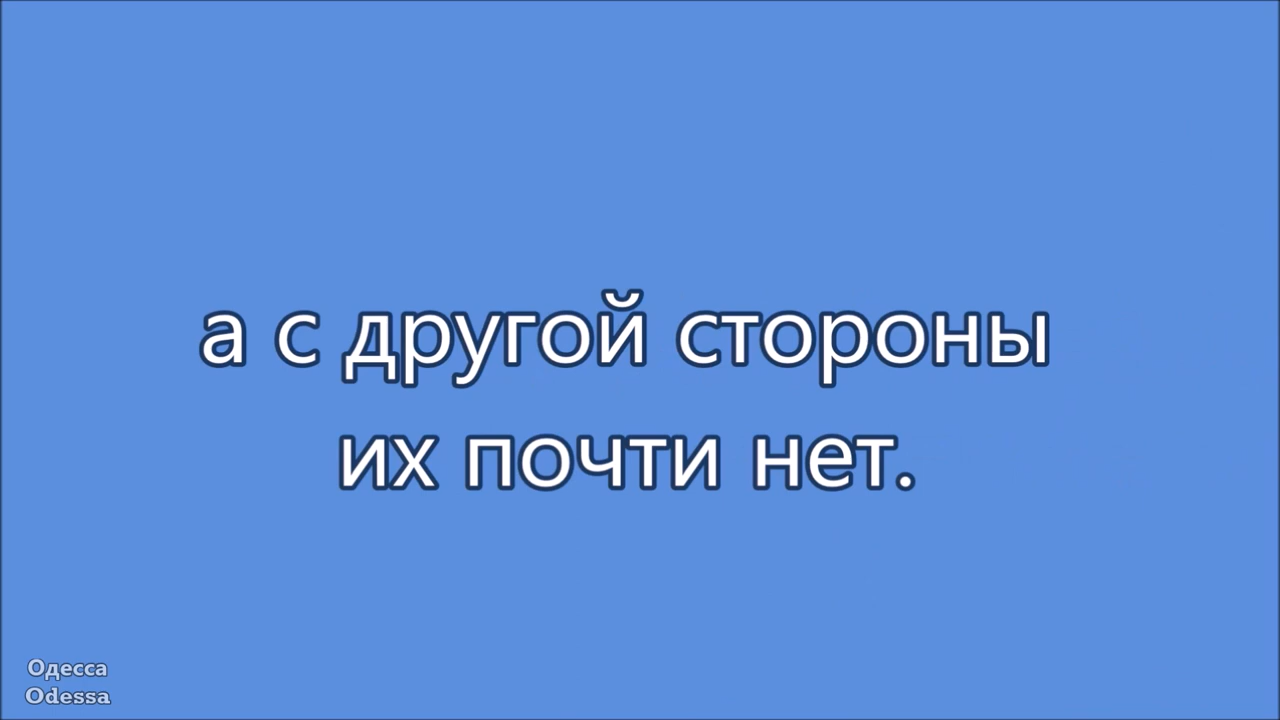 а с другой стороны
их почти нет.
Одесса
Odessa